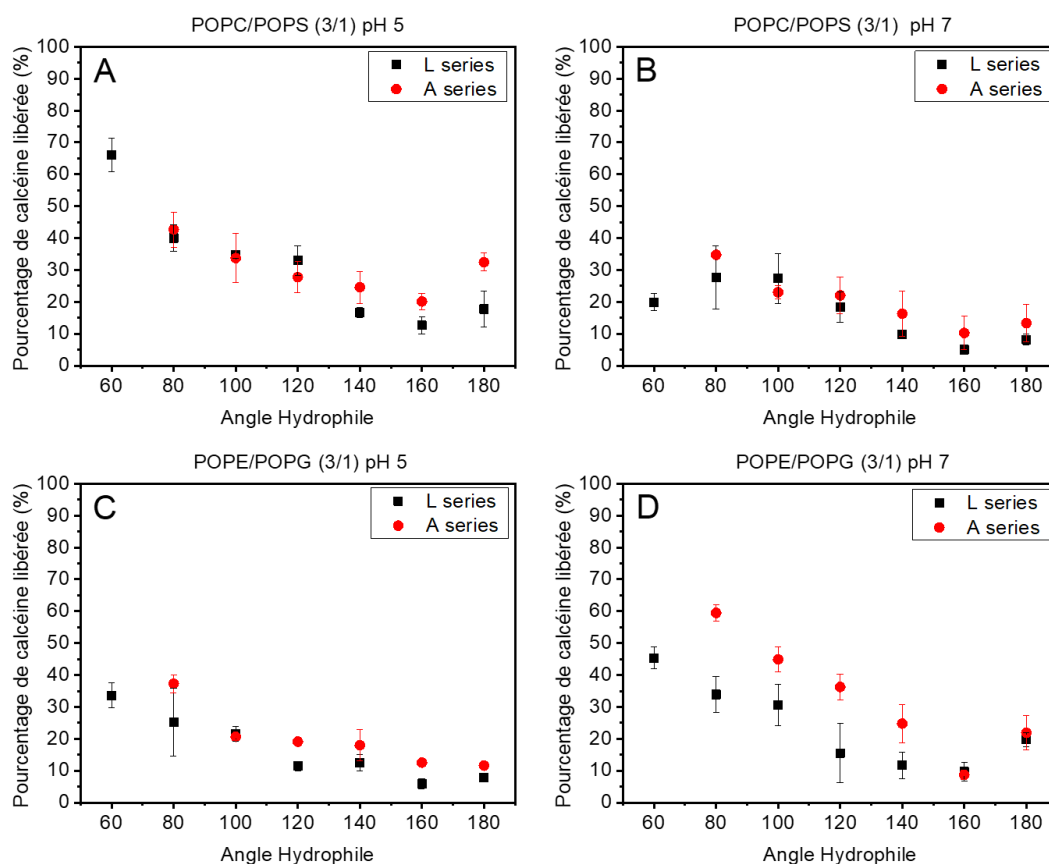 POPC/POPS (3/1) pH 5
A
L series
A series
Pourcentage de calcéine libérée (%)
100
90
80
70
60
50
40
30
20
10
0
60 80 100 120 140 160 180
Angle Hydrophile
POPC/POPS (3/1) pH 7
B
L series
A series
Pourcentage de calcéine libérée (%)
100
90
80
70
60
50
40
30
20
10
0
60 80 100 120 140 160 180
Angle Hydrophile
POPE/POPG (3/1) pH 5
C
L series
A series
Pourcentage de calcéine libérée (%)
100
90
80
70
60
50
40
30
20
10
0
60 80 100 120 140 160 180
Angle Hydrophile
POPE/POPG (3/1) pH 7
D
L series
A series
Pourcentage de calcéine libérée (%)
100
90
80
70
60
50
40
30
20
10
0
60 80 100 120 140 160 180
Angle Hydrophile